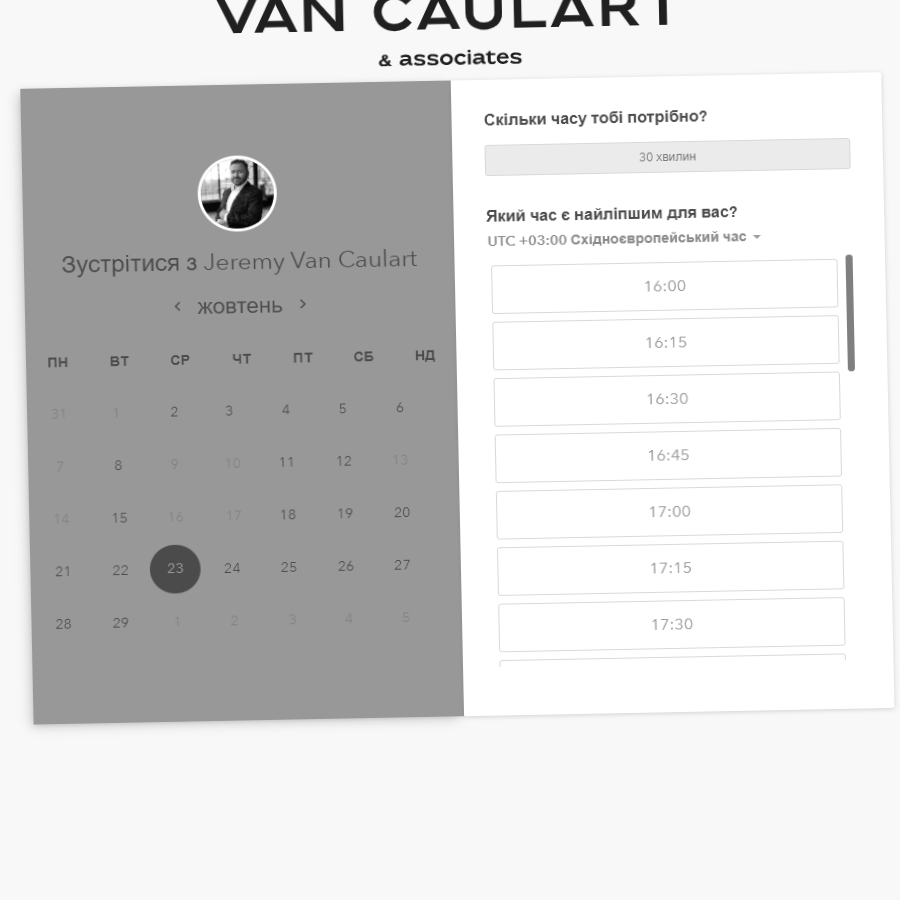 VAN CAULART
& associates
Зустрітися з Jeremy Van Caulart
жовтень
ПН ВТ СР ЧТ ПТ СБ НД
31 1 2 3 4 5 6
7 8 9 10 11 12 13
14 15 16 17 18 19 20
21 22 23 24 25 26 27
28 29 1 2 3 4 5
Скільки часу тобі потрібно?
30 хвилин
Який час є найліпшим для вас?
UTC +03:00 Східноєвропейський час
16:00
16:15
16:30
16:45
17:00
17:15
17:30